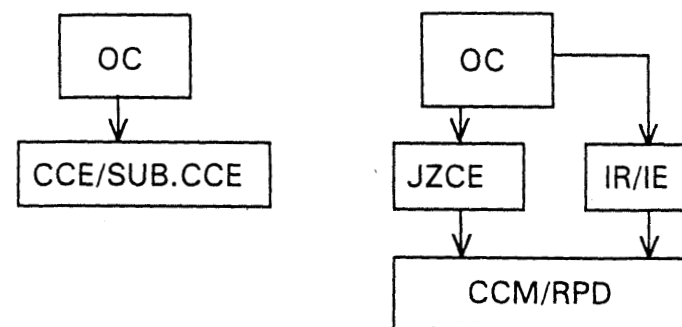 OC
OC
CCE/SUB.CCE
JZCE
IR/IE
CCM/RPD